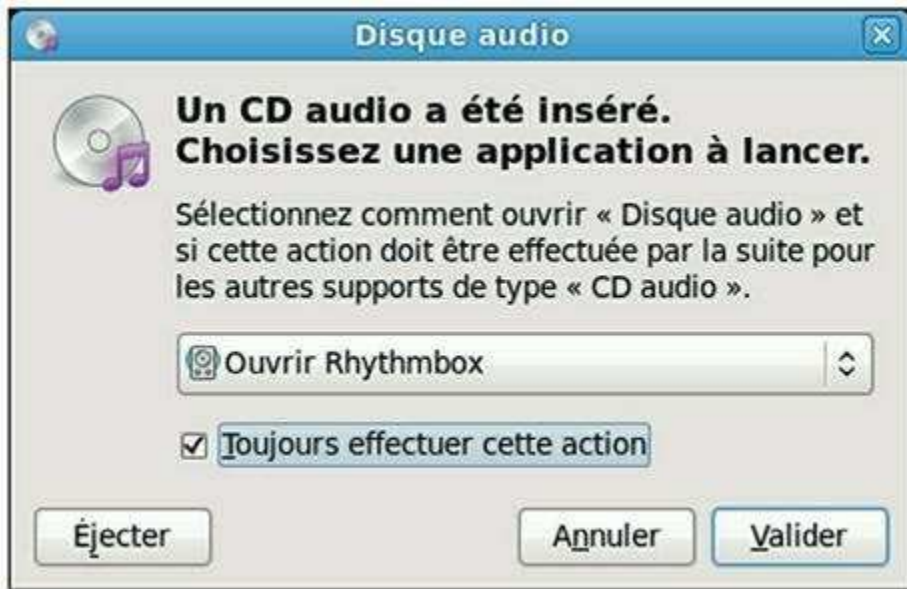 Disque audio
Un CD audio a été inséré.
Choisissez une application à lancer.
Sélectionnez comment ouvrir « Disque audio » et
si cette action doit être effectuée par la suite pour
les autres supports de type « CD audio ».
Ouvrir Rhythmbox
Toujours effectuer cette action
Éjecter
Annuler
Valider